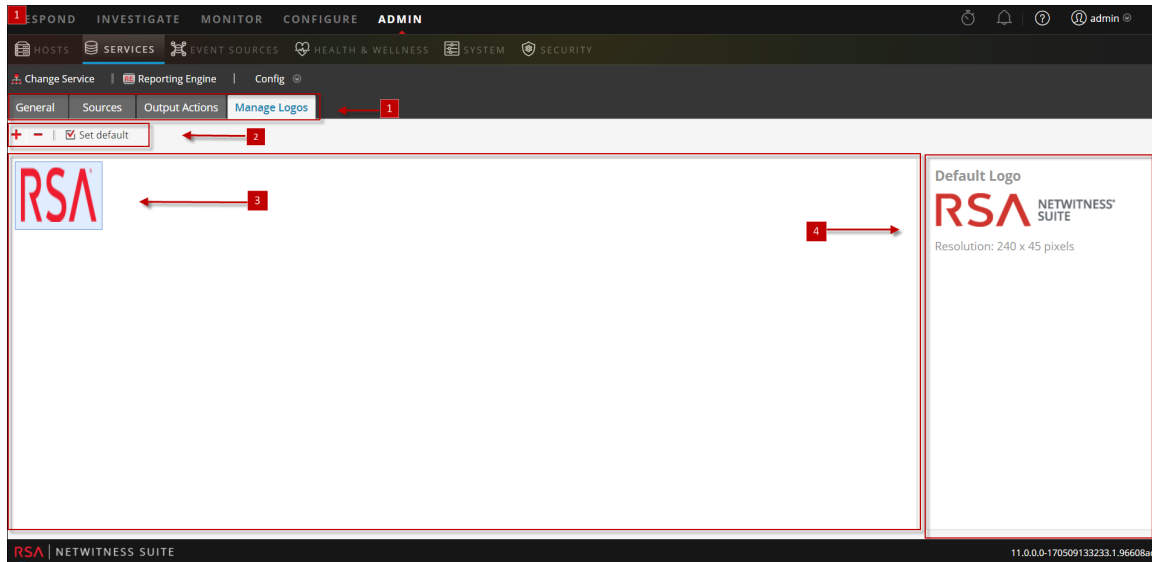 1 ESPOND INVESTIGATE MONITOR CONFIGURE ADMIN admin
HOSTS SERVICES EVENT SOURCES HEALTH & WELLNESS SYSTEM SECURITY
Change Service RE Reporting Engine Config
General Sources Output Actions Manage Logos 1
Set default 2
RSA
3
4
Default Logo
RSA NETWITNESS®
SUITE
Resolution: 240 x 45 pixels
RSA NETWITNESS SUITE 11.0.0.0-170509133233.1.96608a